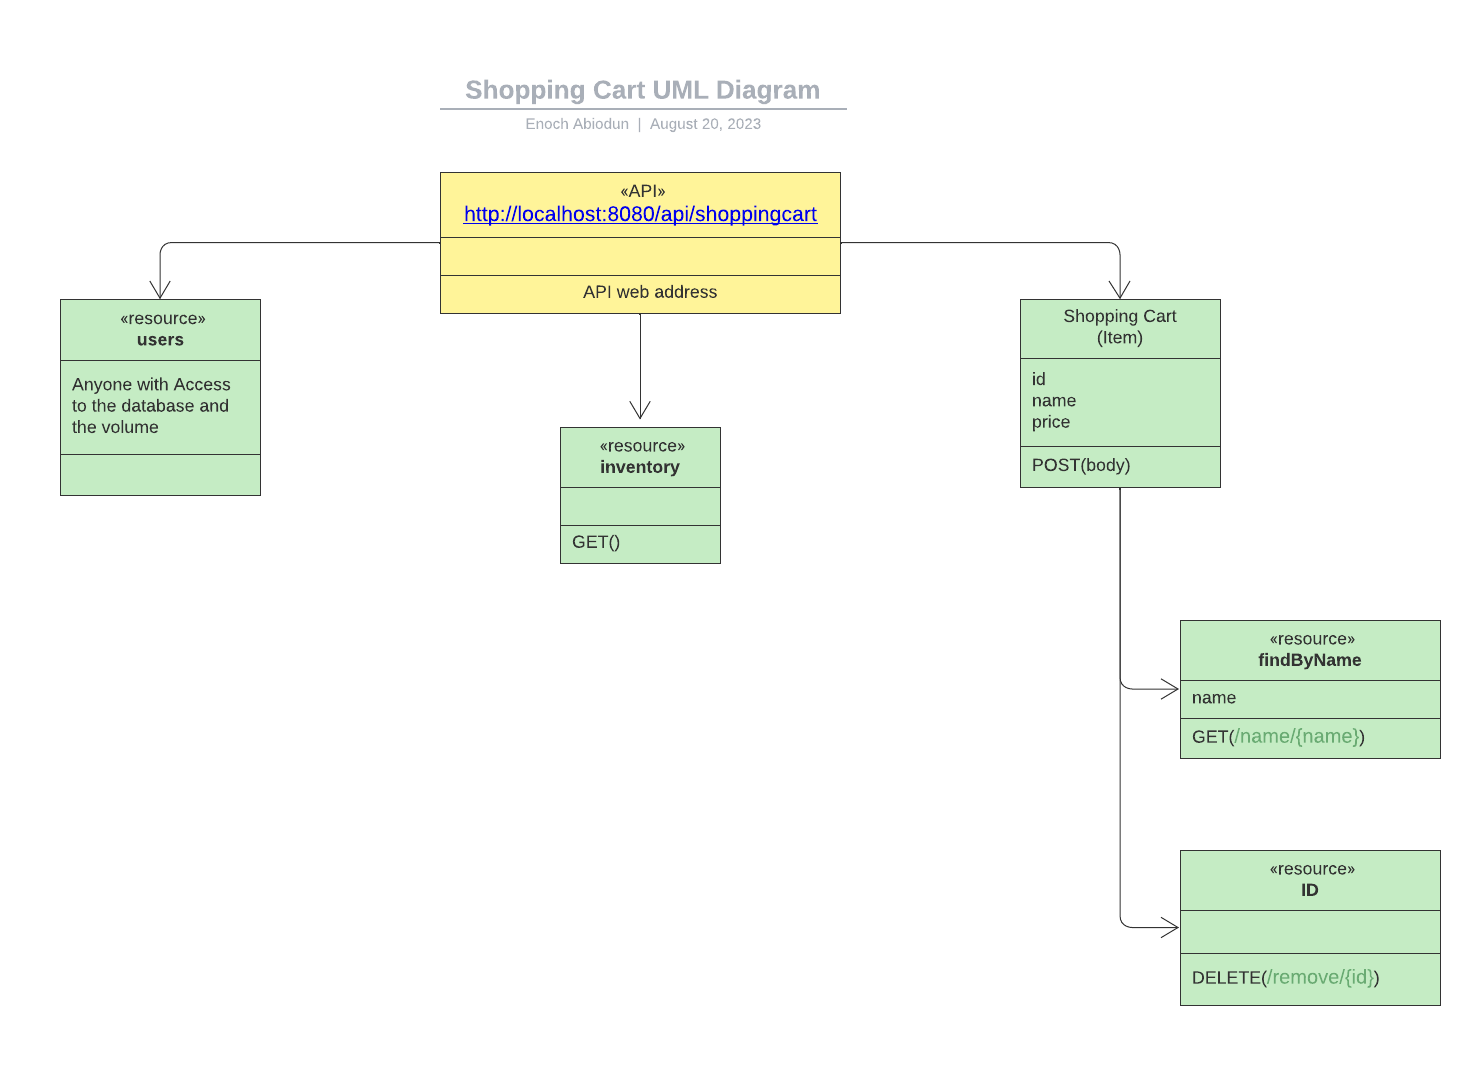 Shopping Cart UML Diagram
Enoch Abiodun | August 20, 2023
«API»
http://localhost:8080/api/shoppingcart
API web address
«resource»
users
Anyone with Access
to the database and
the volume
«resource»
inventory
GET()
Shopping Cart
(Item)
id
name
price
POST(body)
«resource»
findByName
name
GET(/name/{name})
«resource»
ID
DELETE(/remove/{id})